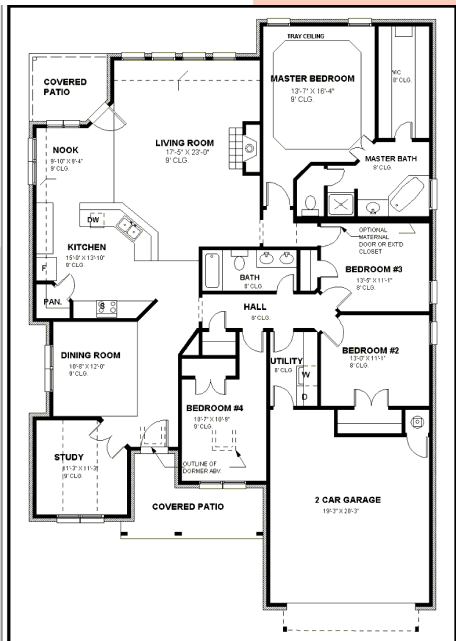 TRAY CEILING
COVERED
PATIO
MASTER BEDROOM
13'-7" X 16'-4"
9' CLG.
WC
8' CLG.
NOOK
9'-10" X 9'-4"
9' CLG.
LIVING ROOM
17'-5" X 23'-0"
9' CLG.
MASTER BATH
8' CLG.
DW
OPTIONAL
MATERNAL
DOOR OR EXT'D
CLOSET
KITCHEN
15'-0" X 13'-10"
9' CLG.
F
PAN.
S
BATH
8' CLG
BEDROOM #3
13'-5" X 11'-1"
8' CLG.
HALL
8' CLG.
DINING ROOM
10'-8" X 12'-0"
9' CLG.
UTILITY
8' CLG
W
D
BEDROOM #2
13'-0" X 11'-1"
8' CLG.
BEDROOM #4
10'-7" X 10'-9"
9' CLG.
STUDY
11'-3" X 11'-3"
9' CLG.
OUTLINE OF
DORMER ABV.
COVERED PATIO
2 CAR GARAGE
19'-3" X 20'-3"